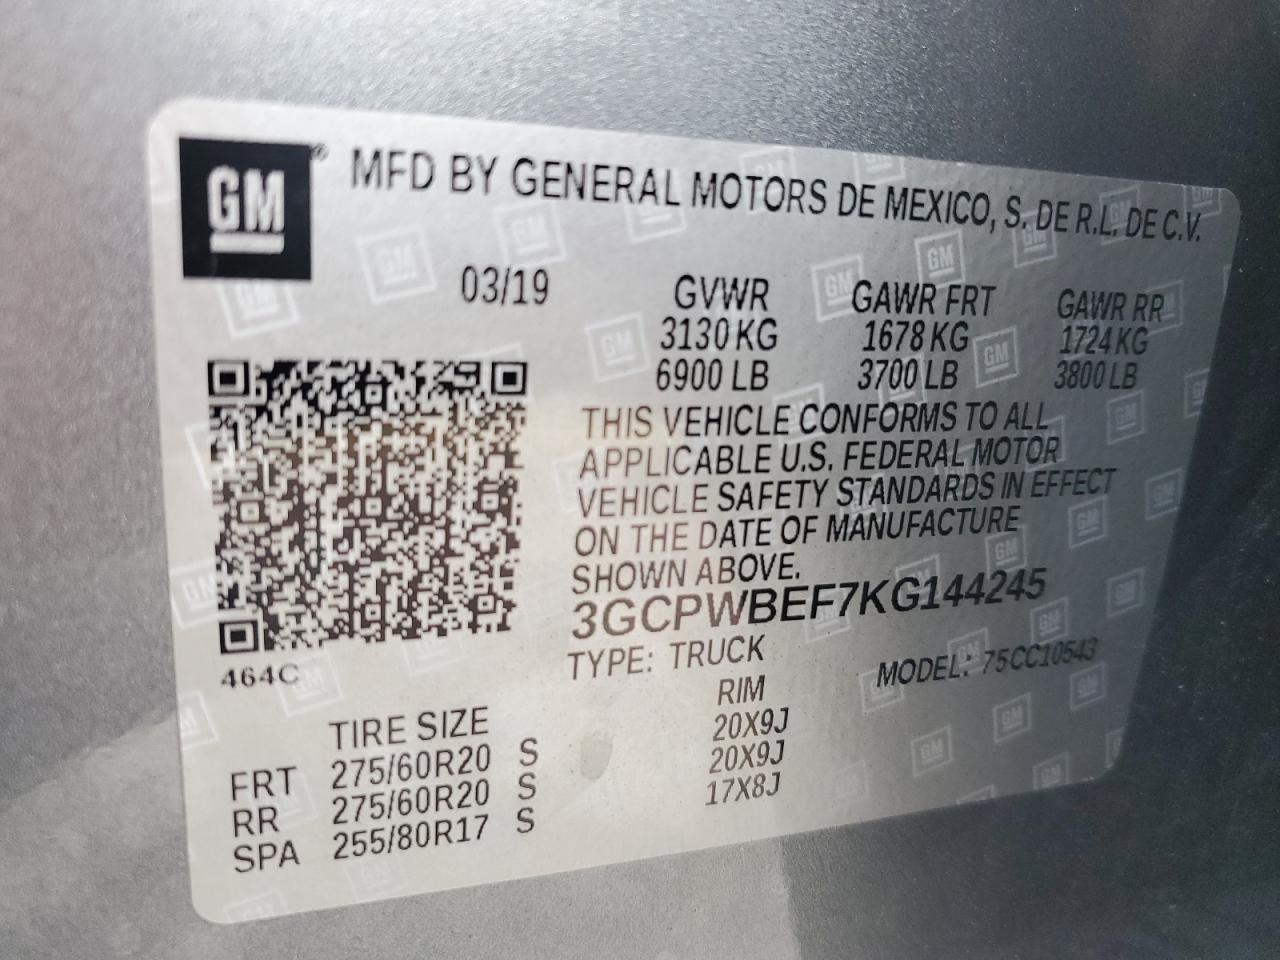 GM® MFD BY GENERAL MOTORS DE MEXICO, S. DE R.L. DE C.V.
03/19 GVWR GAWR FRT GAWR RR
3130 KG 1678 KG 1724 KG
6900 LB 3700 LB 3800 LB
THIS VEHICLE CONFORMS TO ALL
APPLICABLE U.S. FEDERAL MOTOR
VEHICLE SAFETY STANDARDS IN EFFECT
ON THE DATE OF MANUFACTURE
SHOWN ABOVE.
3GCPWBEF7KG144245
464C
TYPE: TRUCK MODEL: 75CC10543
TIRE SIZE RIM
FRT 275/60R20 S 20X9J
RR 275/60R20 S 20X9J
SPA 255/80R17 S 17X8J